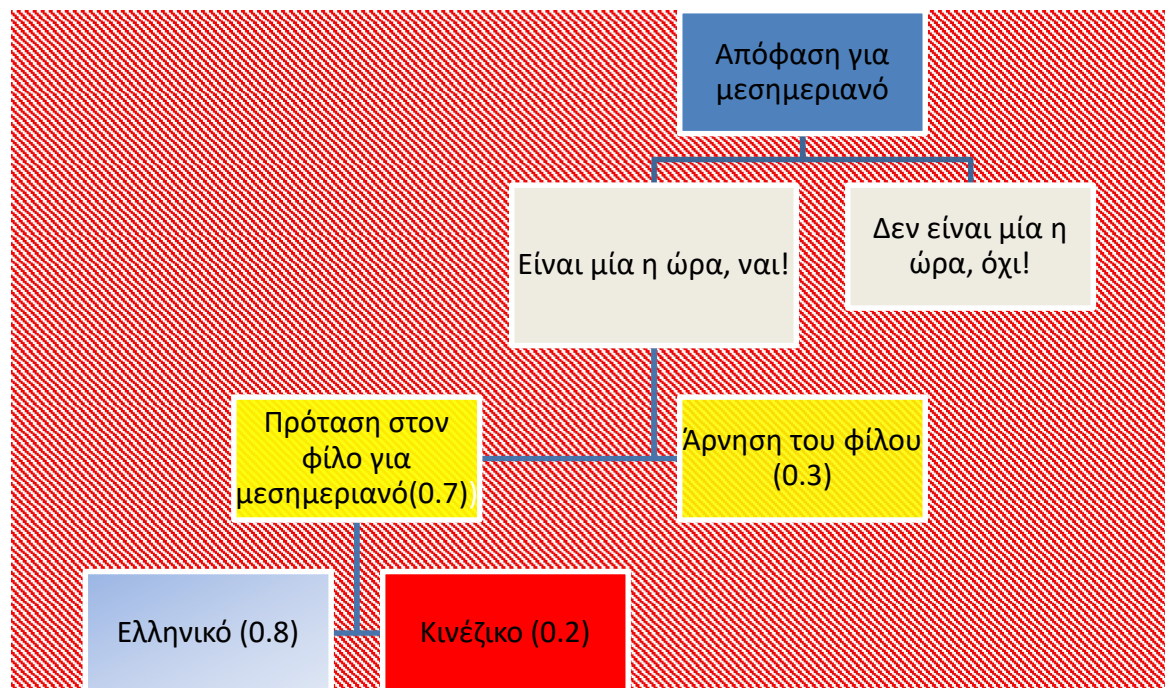 Απόφαση για
μεσημεριανό
Είναι μία η ώρα, ναι!
Δεν είναι μία η
ώρα, όχι!
Πρόταση στον
φίλο για
μεσημεριανό(0.7)
Άρνηση του φίλου
(0.3)
Ελληνικό (0.8)
Κινέζικο (0.2)